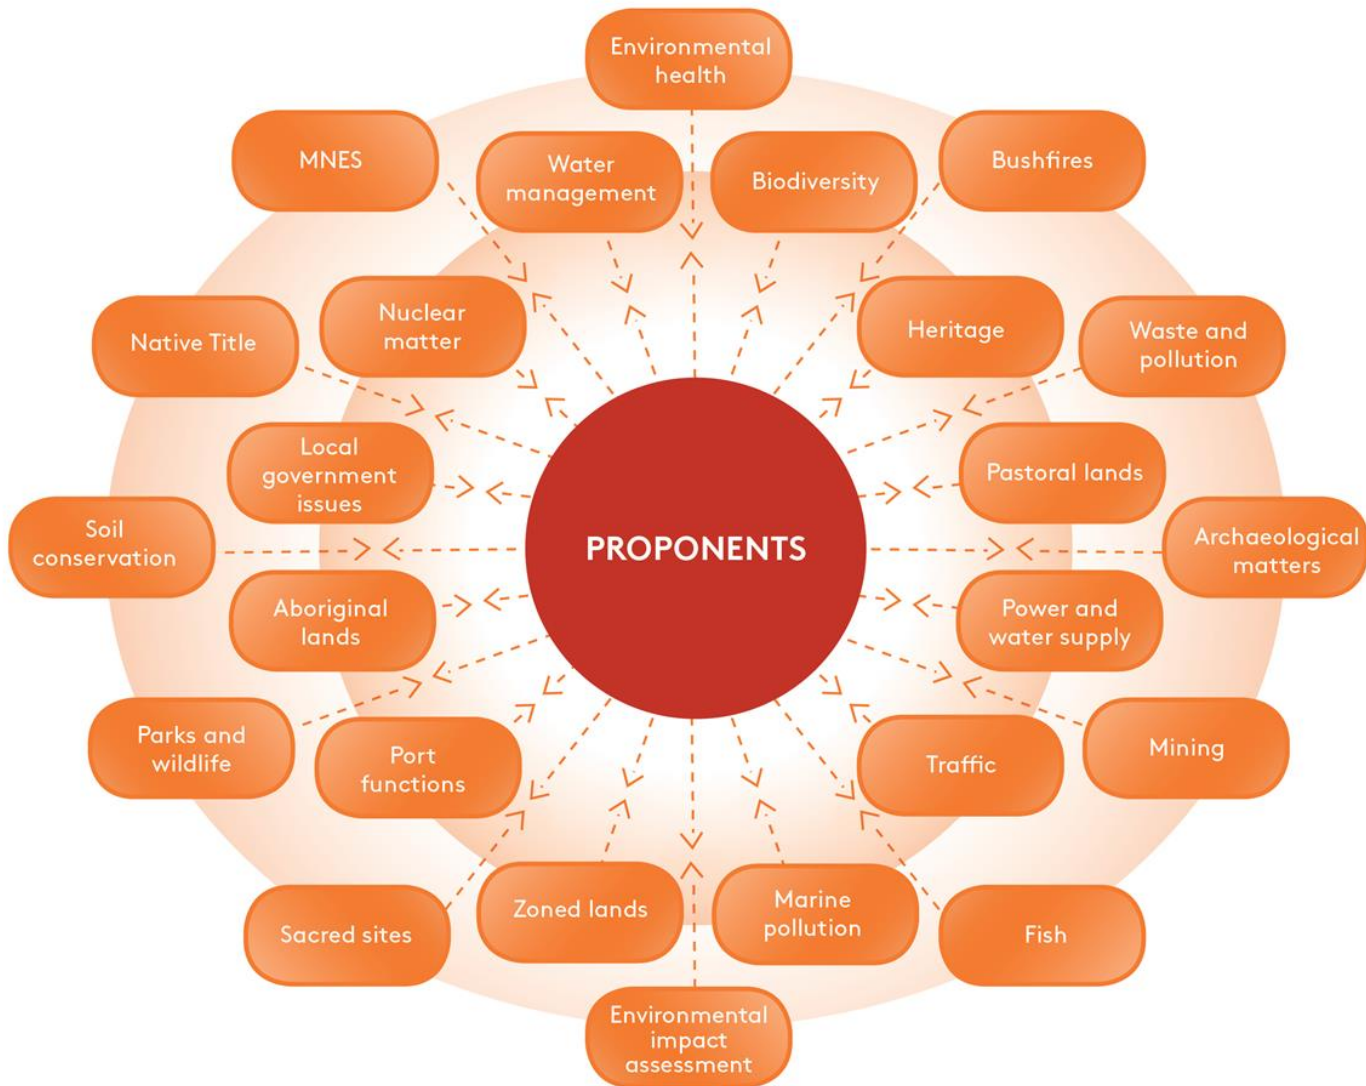 Environmental
health
MNES
Water
management
Biodiversity
Bushfires
Nuclear
matter
Heritage
Native Title
Waste and
pollution
Local
government
issues
Pastoral lands
Soil
conservation
PROPONENTS
Archaeological
matters
Aboriginal
lands
Power and
water supply
Parks and
wildlife
Port
functions
Traffic
Mining
Sacred sites
Zoned lands
Marine
pollution
Fish
Environmental
impact
assessment